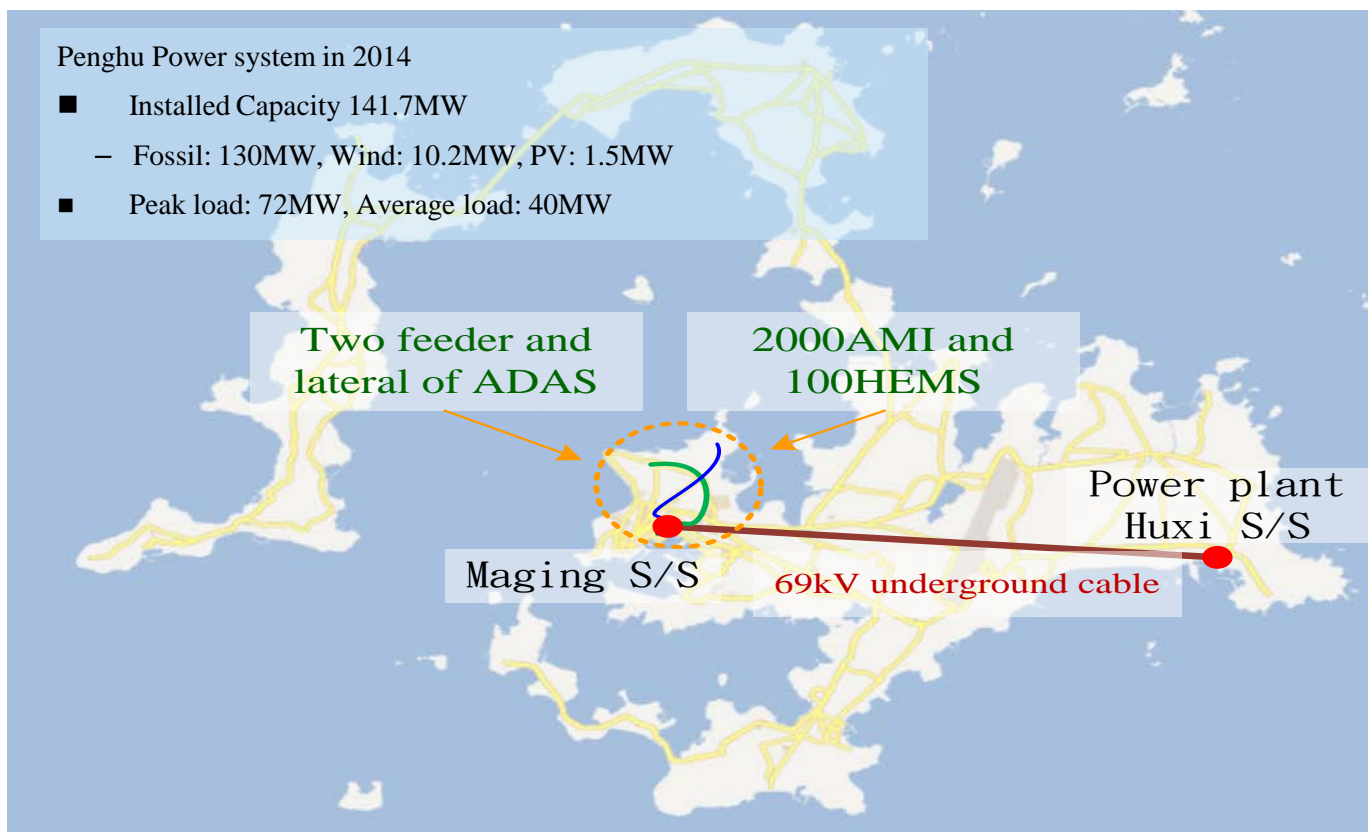 Penghu Power system in 2014
■ Installed Capacity 141.7MW
– Fossil: 130MW, Wind: 10.2MW, PV: 1.5MW
■ Peak load: 72MW, Average load: 40MW
Two feeder and
lateral of ADAS
2000AMI and
100HEMS
Power plant
Huxi S/S
Maging S/S
69kV underground cable